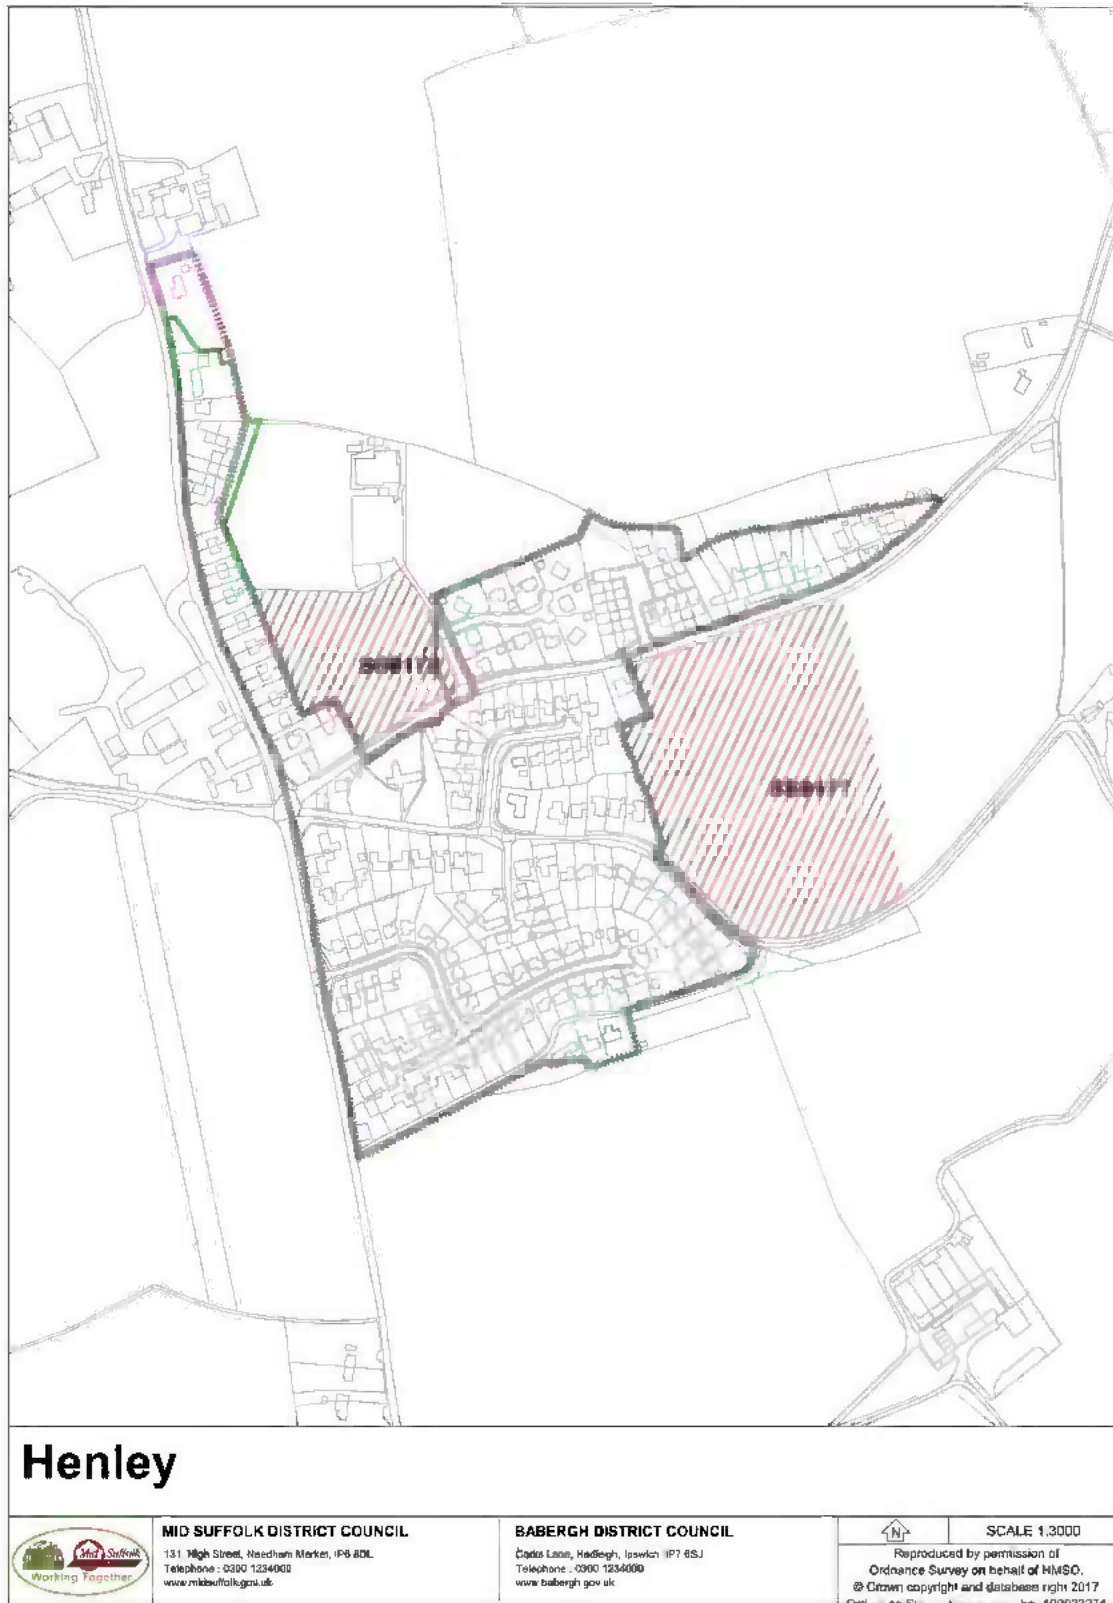 Henley
Mid Suffolk
Working Together
MID SUFFOLK DISTRICT COUNCIL
131 High Street, Needham Market, IP6 8DL
Telephone : 0300 1234000
www.midsuffolk.gov.uk
BABERGH DISTRICT COUNCIL
Corks Lane, Hadleigh, Ipswich IP7 6SJ
Telephone : 0300 1234000
www babergh gov uk
N
SCALE 1:3000
Reproduced by permission of
Ordnance Survey on behalf of HMSO.
© Crown copyright and database right 2017